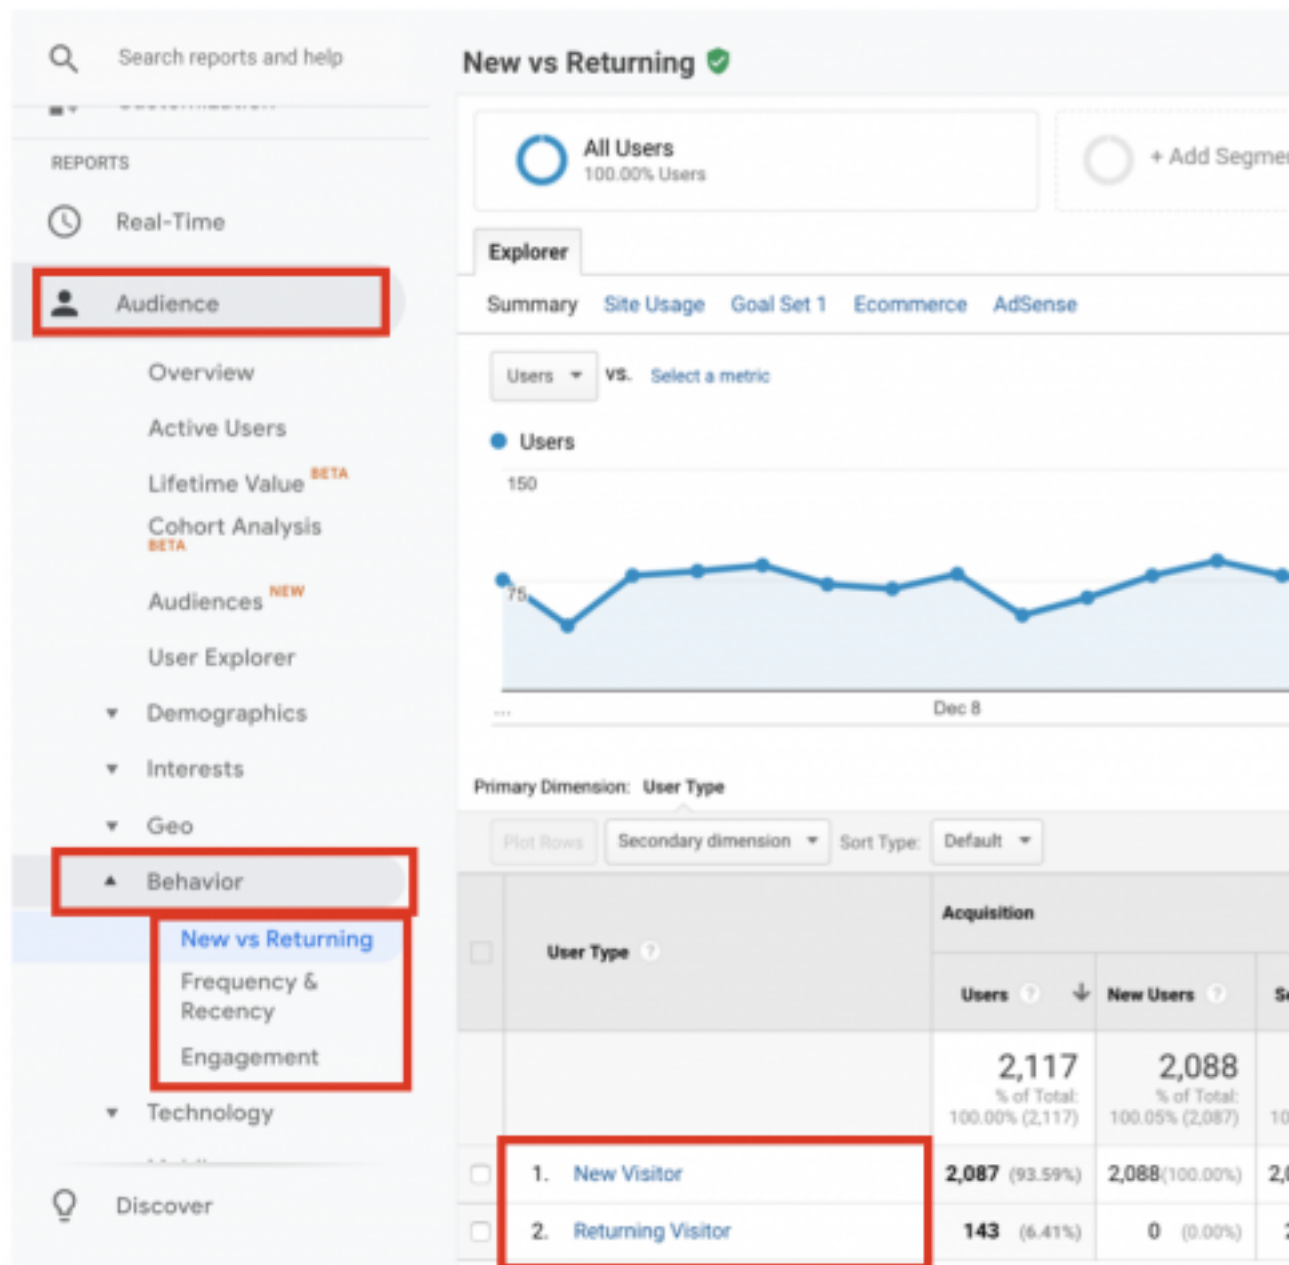 Search reports and help
REPORTS
Real-Time
Audience
Overview
Active Users
Lifetime Value BETA
Cohort Analysis
BETA
Audiences NEW
User Explorer
Demographics
Interests
Geo
Behavior
New vs Returning
Frequency &
Recency
Engagement
Technology
Discover
New vs Returning
All Users
100.00% Users
+ Add Segme
Explorer
Summary Site Usage Goal Set 1 Ecommerce AdSense
Users VS. Select a metric
Users
150
75
...
Dec 8
Primary Dimension: User Type
Plot Rows Secondary dimension Sort Type: Default
Acquisition
User Type ?
Users ? New Users ? S
2,117 2,088
% of Total: % of Total:
100.00% (2,117) 100.05% (2,087) 10
1. New Visitor 2,087 (93.59%) 2,088 (100.00%) 2,
2. Returning Visitor 143 (6.41%) 0 (0.00%)